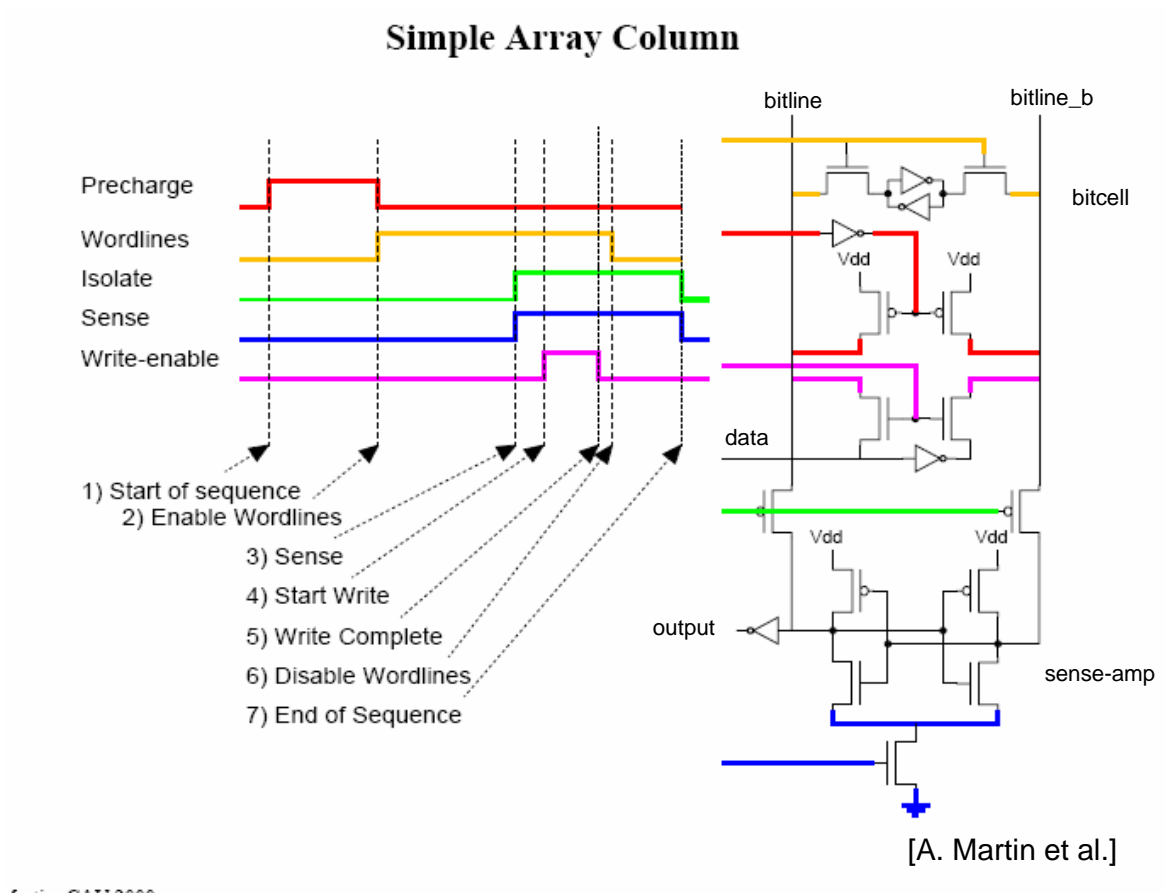 Simple Array Column
bitline
bitline_b
Precharge
Wordlines
Isolate
Sense
Write-enable
bitcell
Vdd
Vdd
data
1) Start of sequence
2) Enable Wordlines
3) Sense
4) Start Write
5) Write Complete
6) Disable Wordlines
7) End of Sequence
Vdd
Vdd
output
sense-amp
[A. Martin et al.]